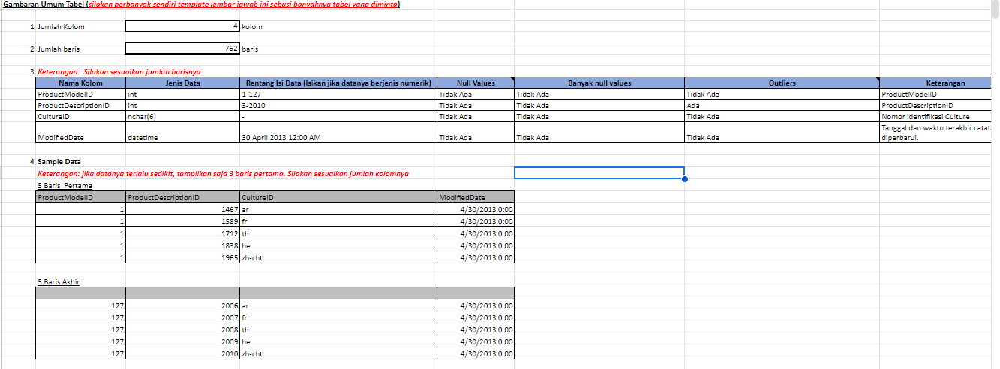 Gambaran Umum Tabel (silakan perbanyak sendiri template lembar jawab ini sebusi banyaknya tabel yang diminta)
1 Jumlah Kolom 4 kolom
2 Jumlah baris 762 baris
3 Keterangan: Silakan sesuaikan jumlah barisnya
Nama Kolom Jenis Data Rentang Isi Data (Isikan jika datanya berjenis numerik) Null Values Banyak null values Outliers Keterangan
ProductModelID int 1-127 Tidak Ada Tidak Ada Tidak Ada ProductModelID
ProductDescriptionID int 3-2010 Tidak Ada Tidak Ada Ada ProductDescriptionID
CultureID nchar(6) - Tidak Ada Tidak Ada Tidak Ada Nomor identifikasi Culture
ModifiedDate datetime 30 April 2013 12:00 AM Tidak Ada Tidak Ada Tidak Ada Tanggal dan waktu terakhir catat
diperbarui.
4 Sample Data
Keterangan: jika datanya terlalu sedikit, tampilkan saja 3 baris pertama. Silakan sesuaikan jumlah kolomnya
5 Baris Pertama
ProductModelID ProductDescriptionID CultureID ModifiedDate
1 1467 ar 4/30/2013 0:00
1 1589 fr 4/30/2013 0:00
1 1712 th 4/30/2013 0:00
1 1838 he 4/30/2013 0:00
1 1965 zh-cht 4/30/2013 0:00
5 Baris Akhir
127 2006 ar 4/30/2013 0:00
127 2007 fr 4/30/2013 0:00
127 2008 th 4/30/2013 0:00
127 2009 he 4/30/2013 0:00
127 2010 zh-cht 4/30/2013 0:00